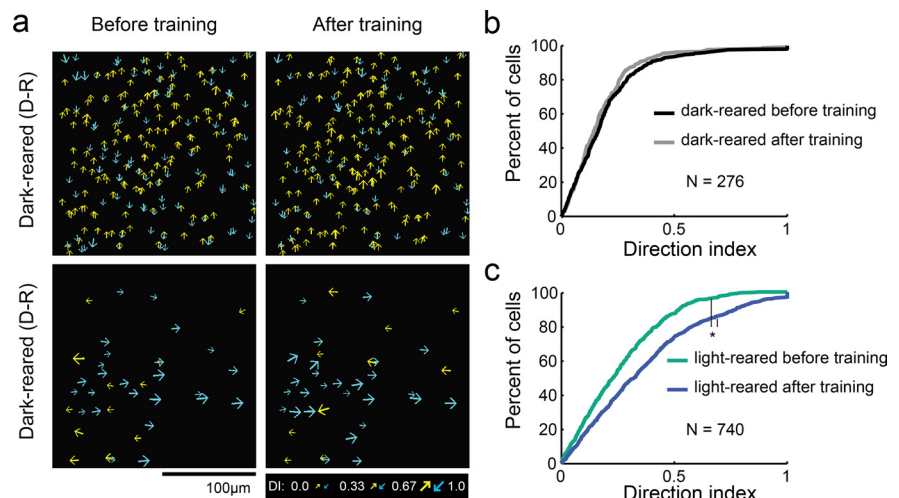 a
Before training
After training
Dark-reared (D-R)
Dark-reared (D-R)
100µm
DI: 0.0 0.33 0.67 1.0
b
Percent of cells
100
80
60
40
20
0
dark-reared before training
dark-reared after training
N = 276
0 0.5 1
Direction index
c
Percent of cells
100
80
60
40
20
0
*
light-reared before training
light-reared after training
N = 740
0 0.5 1
Direction index